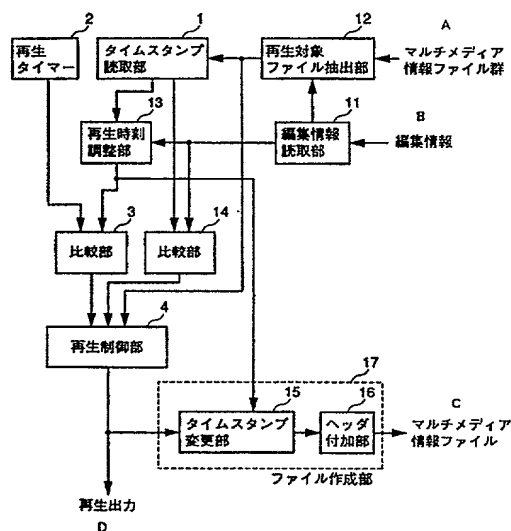 2
再生
タイマー
1
タイムスタンプ
読取部
12
再生対象
ファイル抽出部
A
マルチメディア
情報ファイル群
13
再生時刻
調整部
11
編集情報
読取部
B
編集情報
3
比較部
14
比較部
4
再生制御部
17
15
タイムスタンプ
変更部
16
ヘッダ
付加部
C
マルチメディア
情報ファイル
ファイル作成部
再生出力
D